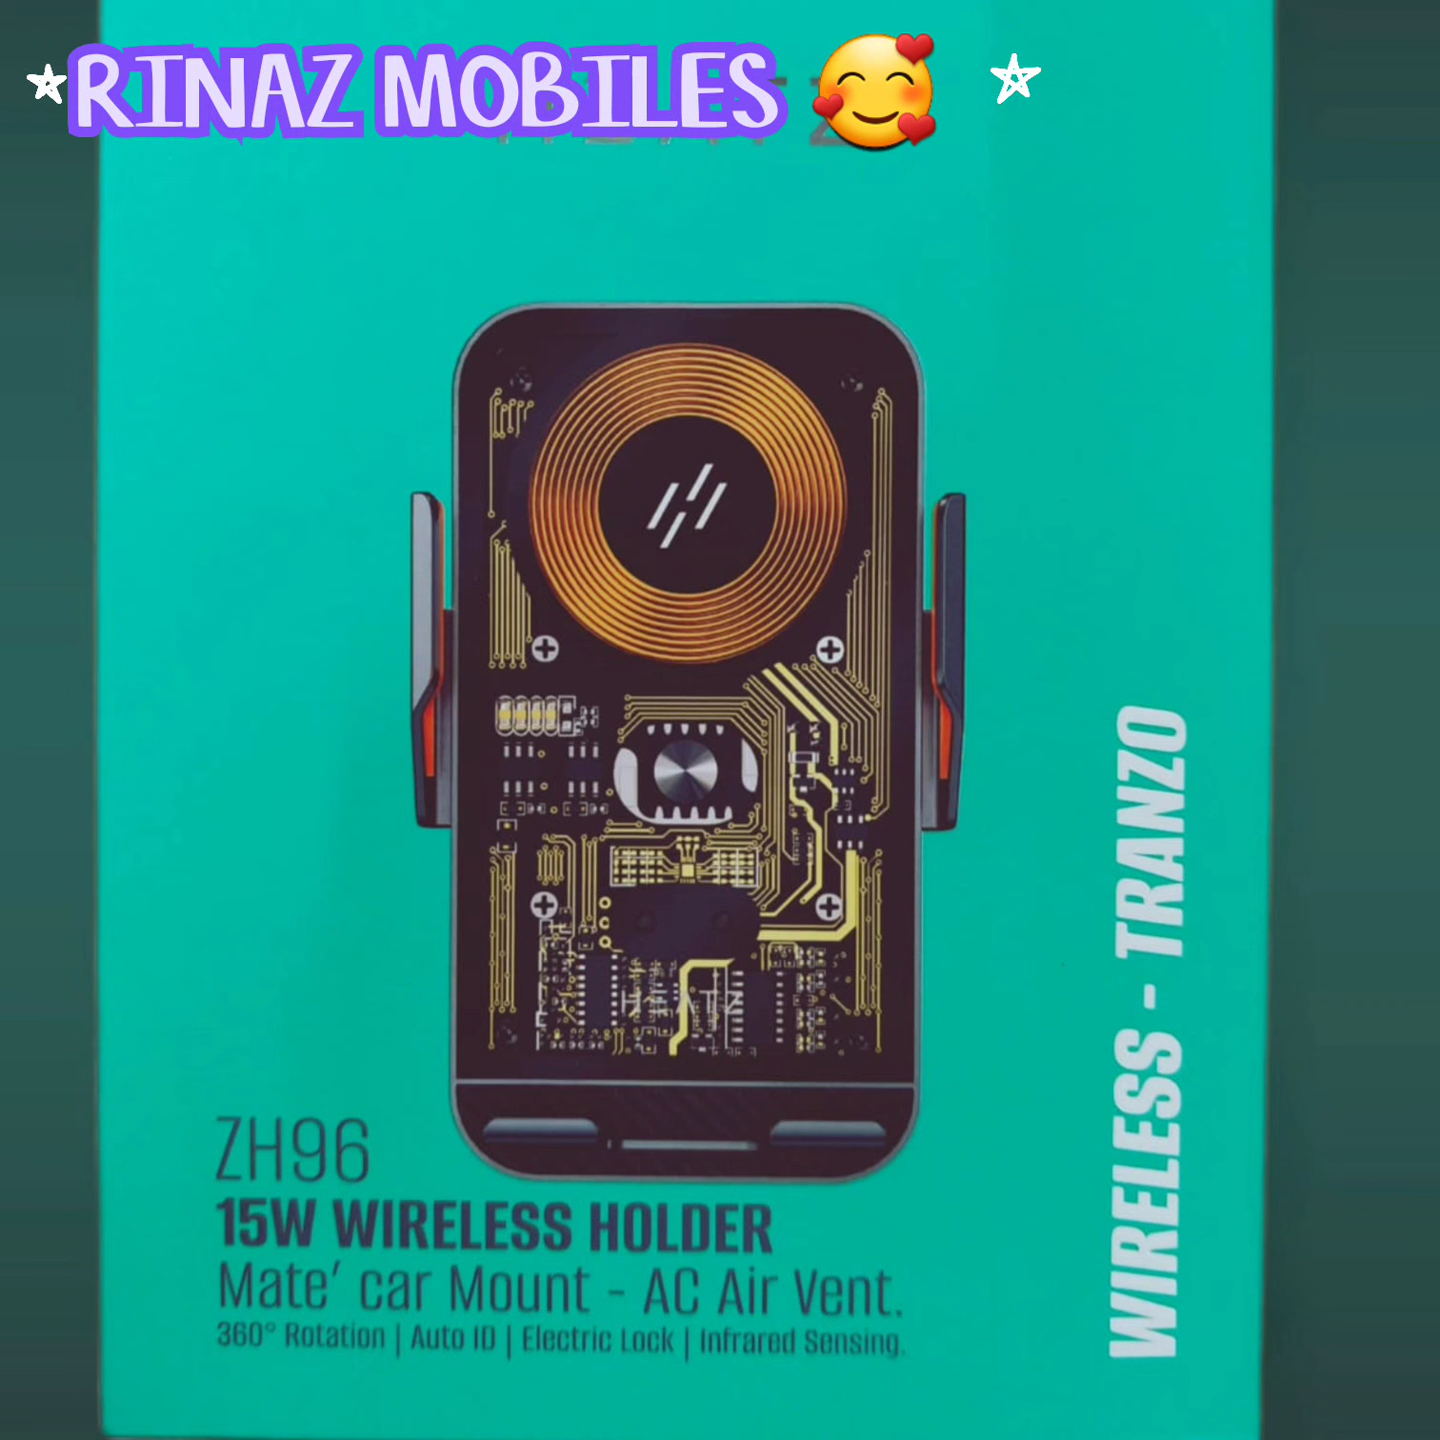 *RINAZ MOBILES 🥰 ☆
ZH96
15W WIRELESS HOLDER
Mate' car Mount - AC Air Vent.
360° Rotation | Auto ID | Electric Lock | Infrared Sensing.
WIRELESS - TRANZO